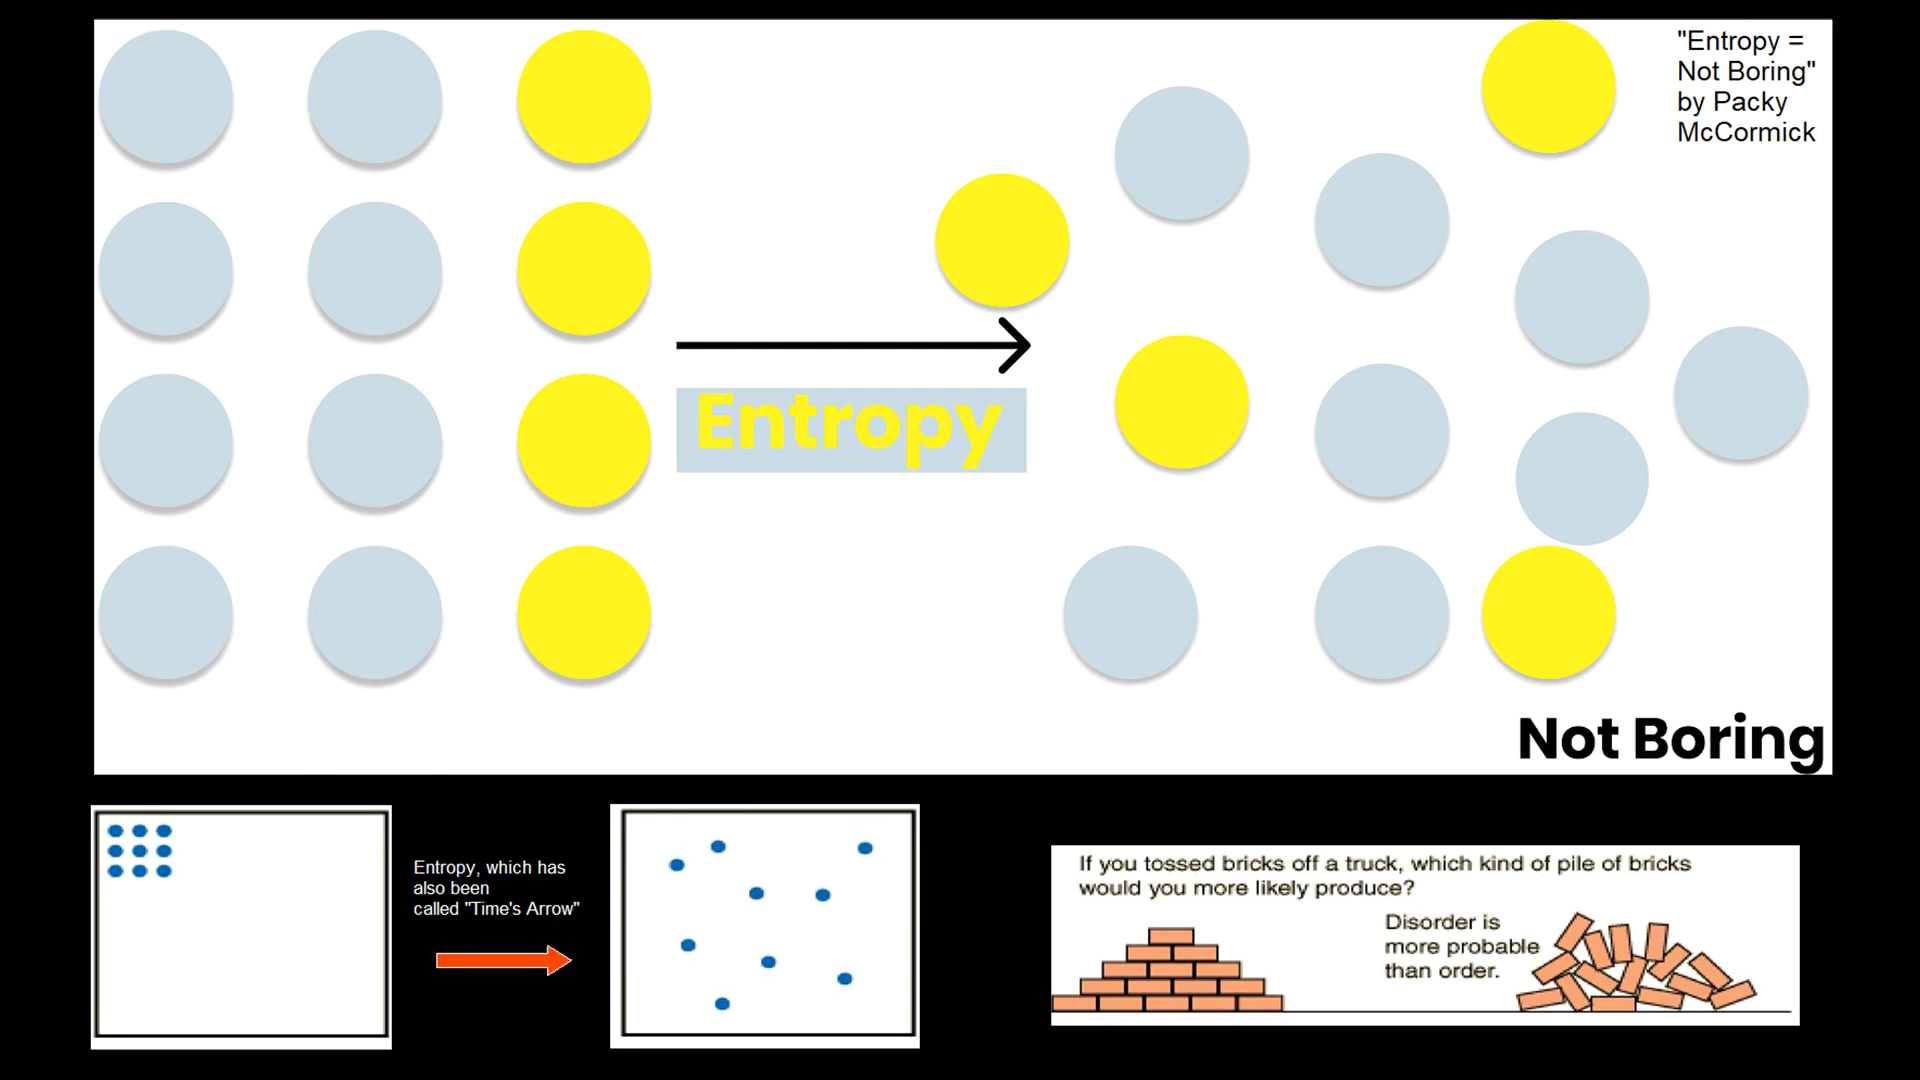 "Entropy =
Not Boring"
by Packy
McCormick
Entropy
Not Boring
Entropy, which has
also been
called "Time's Arrow"
If you tossed bricks off a truck, which kind of pile of bricks
would you more likely produce?
Disorder is
more probable
than order.